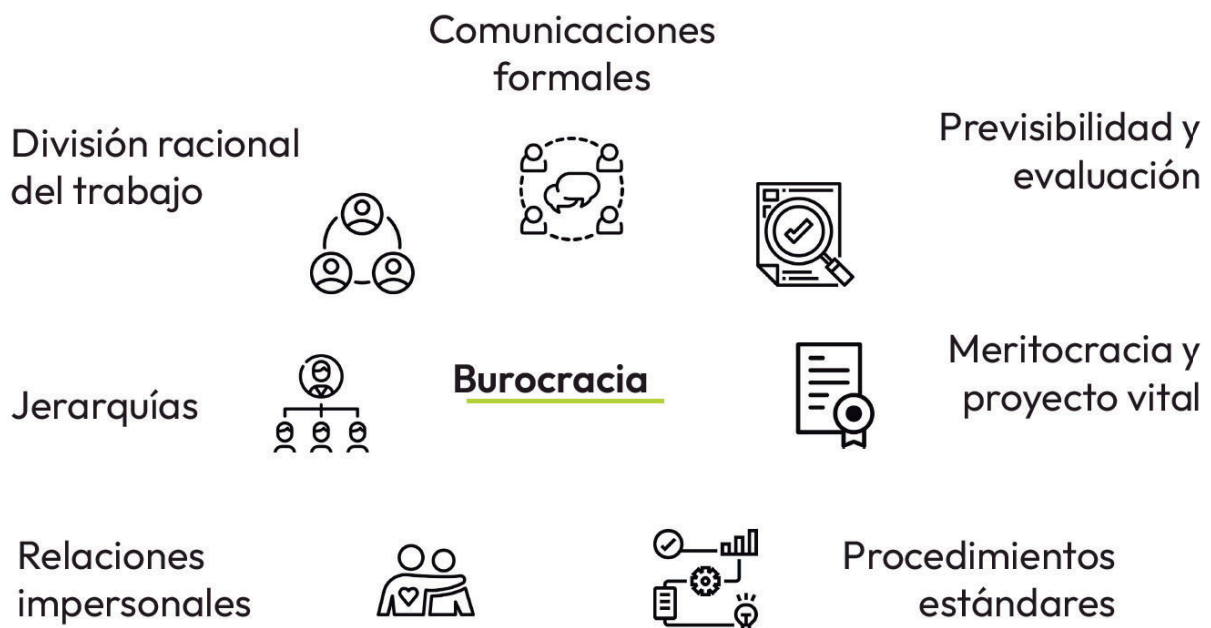 Comunicaciones
formales
División racional
del trabajo
Previsibilidad y
evaluación
Jerarquías
Burocracia
Meritocracia y
proyecto vital
Relaciones
impersonales
Procedimientos
estándares